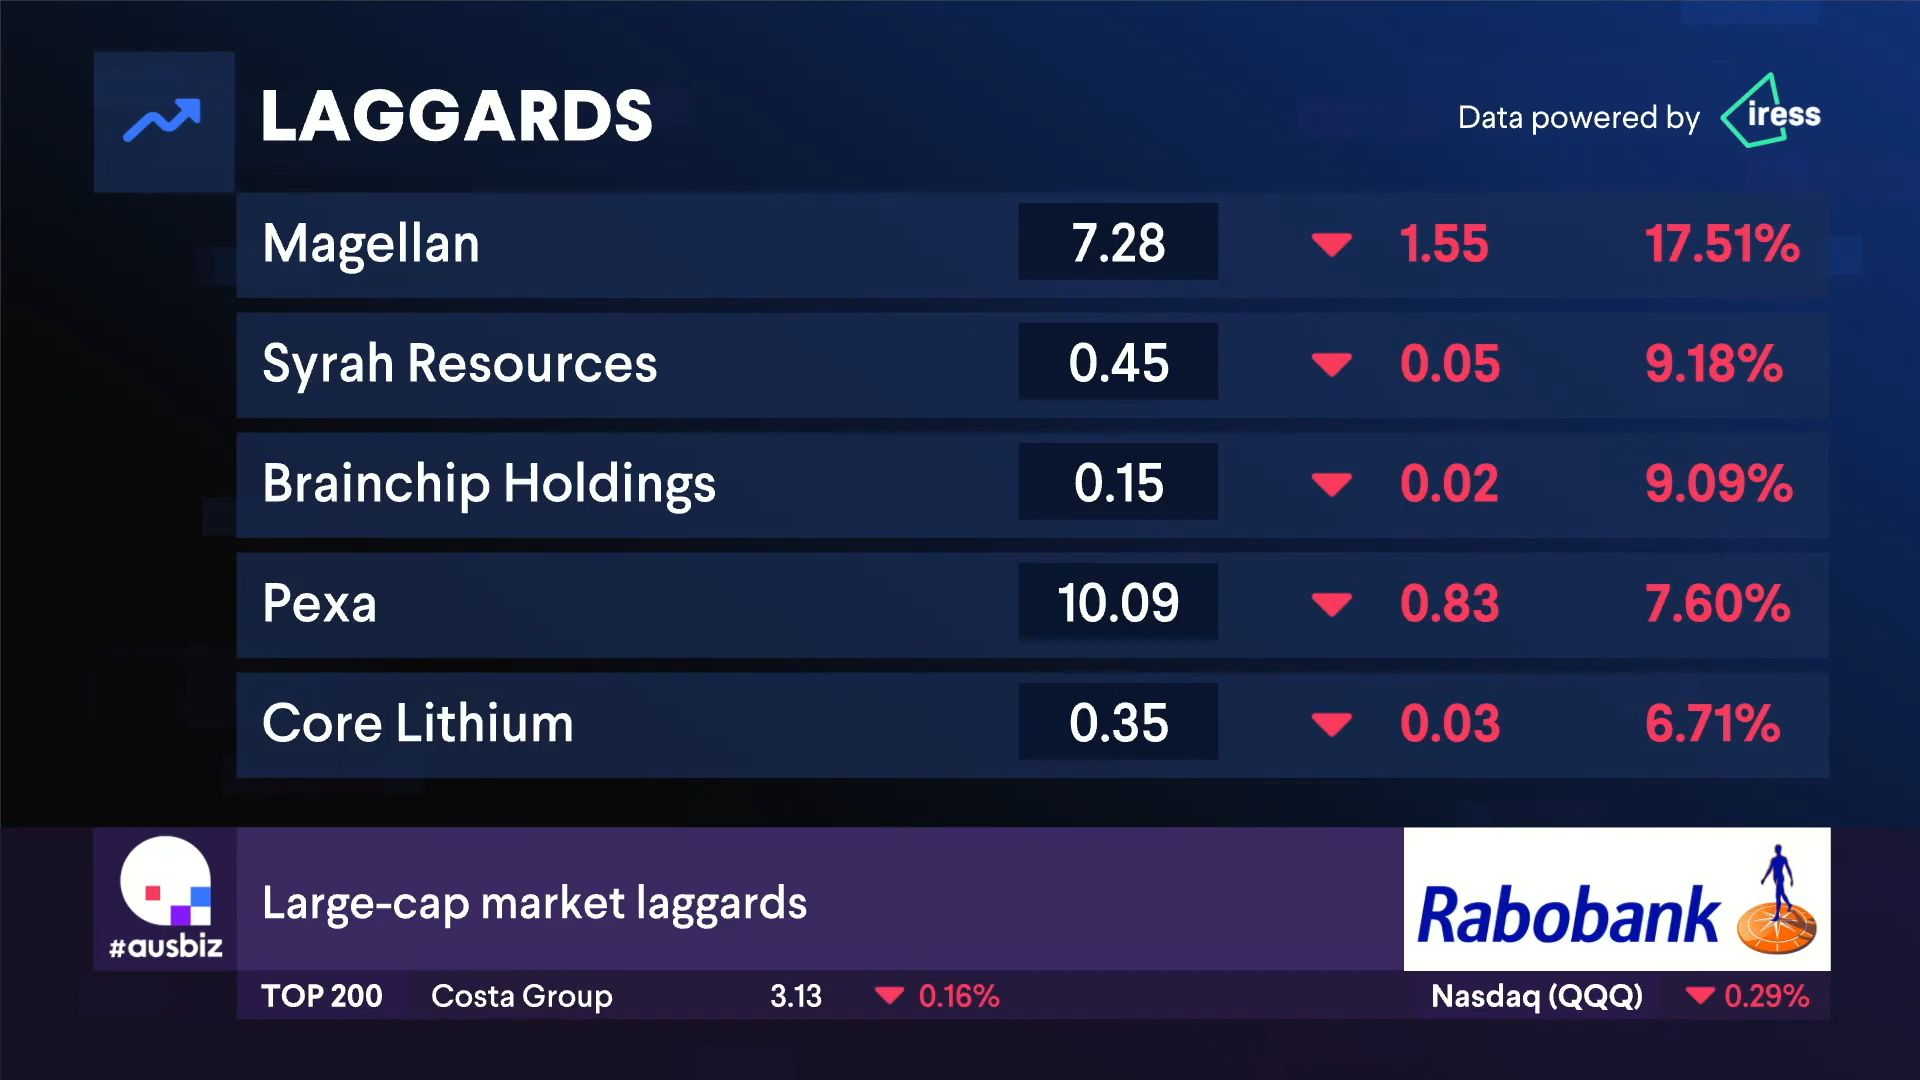 LAGGARDS
Data powered by iress
Magellan 7.28 1.55 17.51%
Syrah Resources 0.45 0.05 9.18%
Brainchip Holdings 0.15 0.02 9.09%
Pexa 10.09 0.83 7.60%
Core Lithium 0.35 0.03 6.71%
#ausbiz
Large-cap market laggards
Rabobank
TOP 200 Costa Group 3.13 0.16% Nasdaq (QQQ) 0.29%